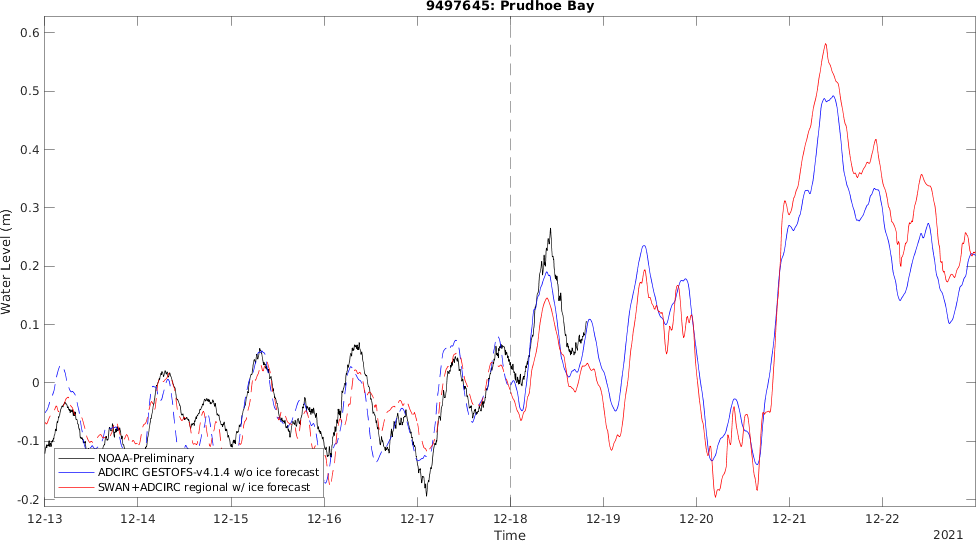 9497645: Prudhoe Bay
0.6
0.5
0.4
0.3
0.2
0.1
0
-0.1
-0.2
Water Level (m)
NOAA-Preliminary
ADCIRC GESTOFS-v4.1.4 w/o ice forecast
SWAN+ADCIRC regional w/ ice forecast
12-13 12-14 12-15 12-16 12-17 12-18 12-19 12-20 12-21 12-22
Time
2021